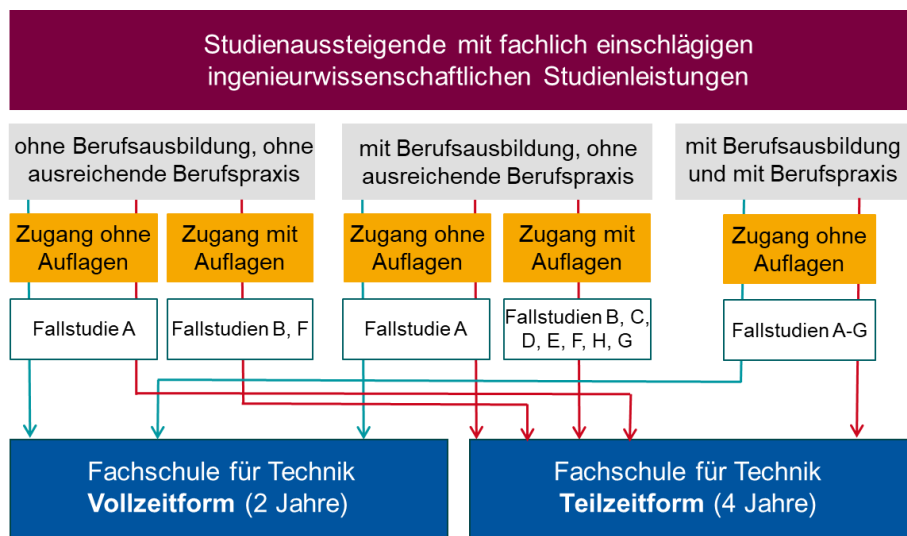 Studienaussteigende mit fachlich einschlägigen
ingenieurwissenschaftlichen Studienleistungen
ohne Berufsausbildung, ohne
ausreichende Berufspraxis
mit Berufsausbildung, ohne
ausreichende Berufspraxis
mit Berufsausbildung
und mit Berufspraxis
Zugang ohne
Auflagen
Zugang mit
Auflagen
Zugang ohne
Auflagen
Zugang mit
Auflagen
Zugang ohne
Auflagen
Fallstudie A
Fallstudien B, F
Fallstudie A
Fallstudien B, C,
D, E, F, H, G
Fallstudien A-G
Fachschule für Technik
Vollzeitform (2 Jahre)
Fachschule für Technik
Teilzeitform (4 Jahre)